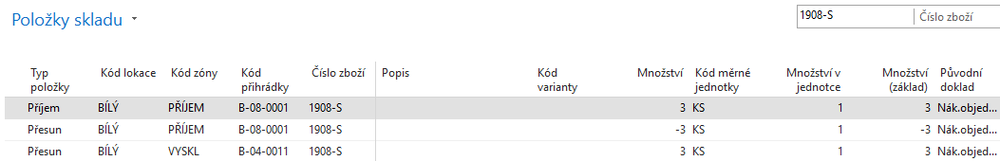 Položky skladu
1908-S Číslo zboží
Typ položky Kód lokace Kód zóny Kód přihrádky Číslo zboží Popis Kód varianty Množství Kód měrné jednotky Množství v jednotce Množství (základ) Původní doklad
Příjem BÍLÝ PŘÍJEM B-08-0001 1908-S 3 KS 1 3 Nák.objed...
Přesun BÍLÝ PŘÍJEM B-08-0001 1908-S -3 KS 1 -3 Nák.objed...
Přesun BÍLÝ VYSKL B-04-0011 1908-S 3 KS 1 3 Nák.objed...